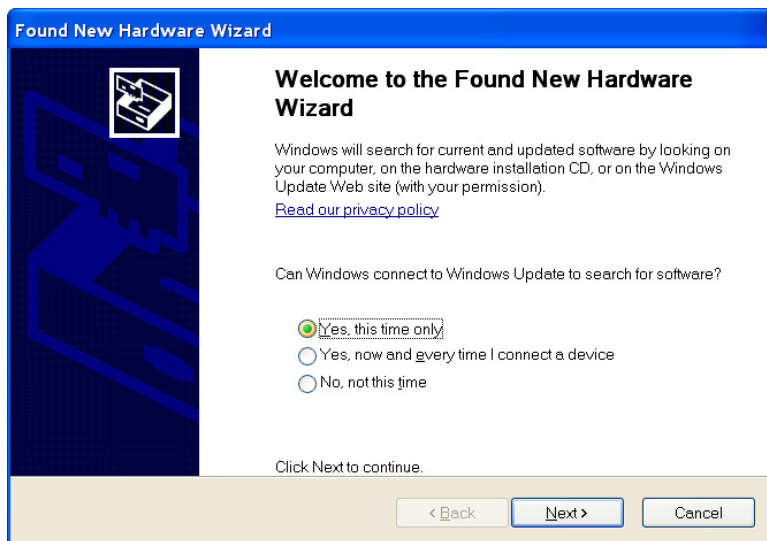 Found New Hardware Wizard
Welcome to the Found New Hardware
Wizard
Windows will search for current and updated software by looking on
your computer, on the hardware installation CD, or on the Windows
Update Web site (with your permission).
Read our privacy policy
Can Windows connect to Windows Update to search for software?
Yes, this time only
Yes, now and every time I connect a device
No, not this time
Click Next to continue.
< Back
Next >
Cancel